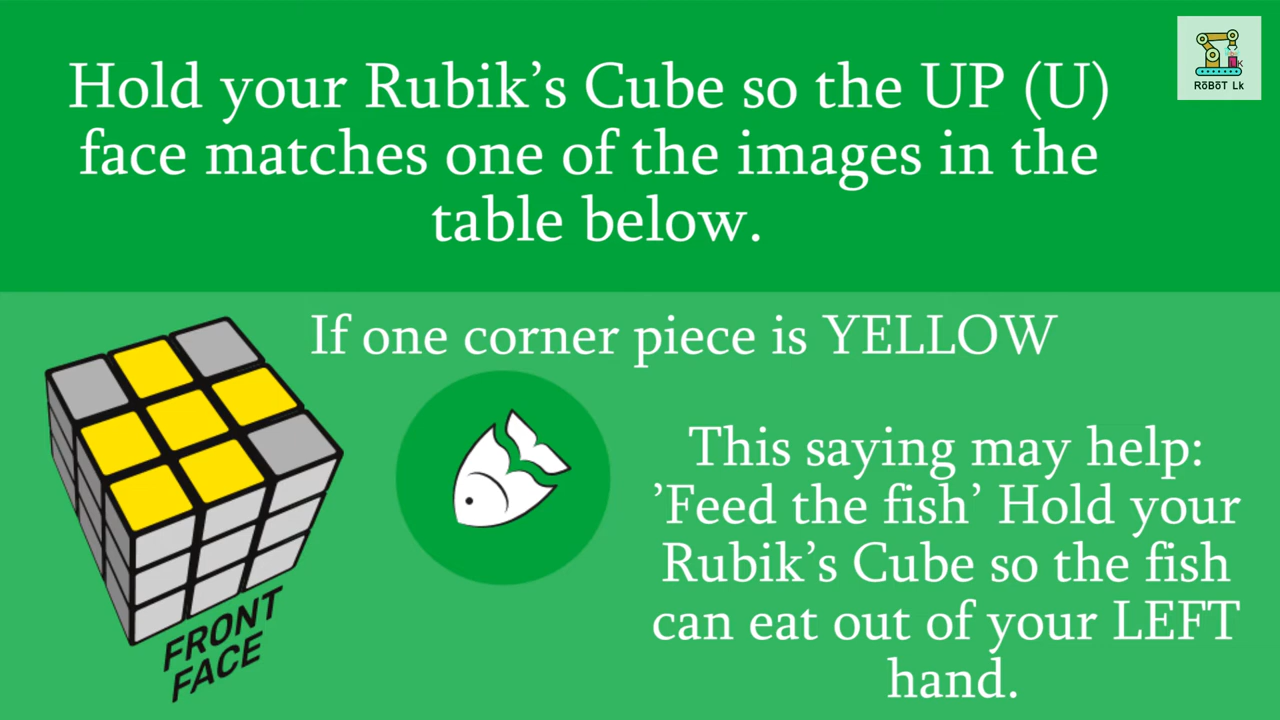 RōBōT Lk
Hold your Rubik’s Cube so the UP (U)
face matches one of the images in the
table below.
If one corner piece is YELLOW
This saying may help:
’Feed the fish’ Hold your
Rubik’s Cube so the fish
can eat out of your LEFT
hand.
FRONT
FACE